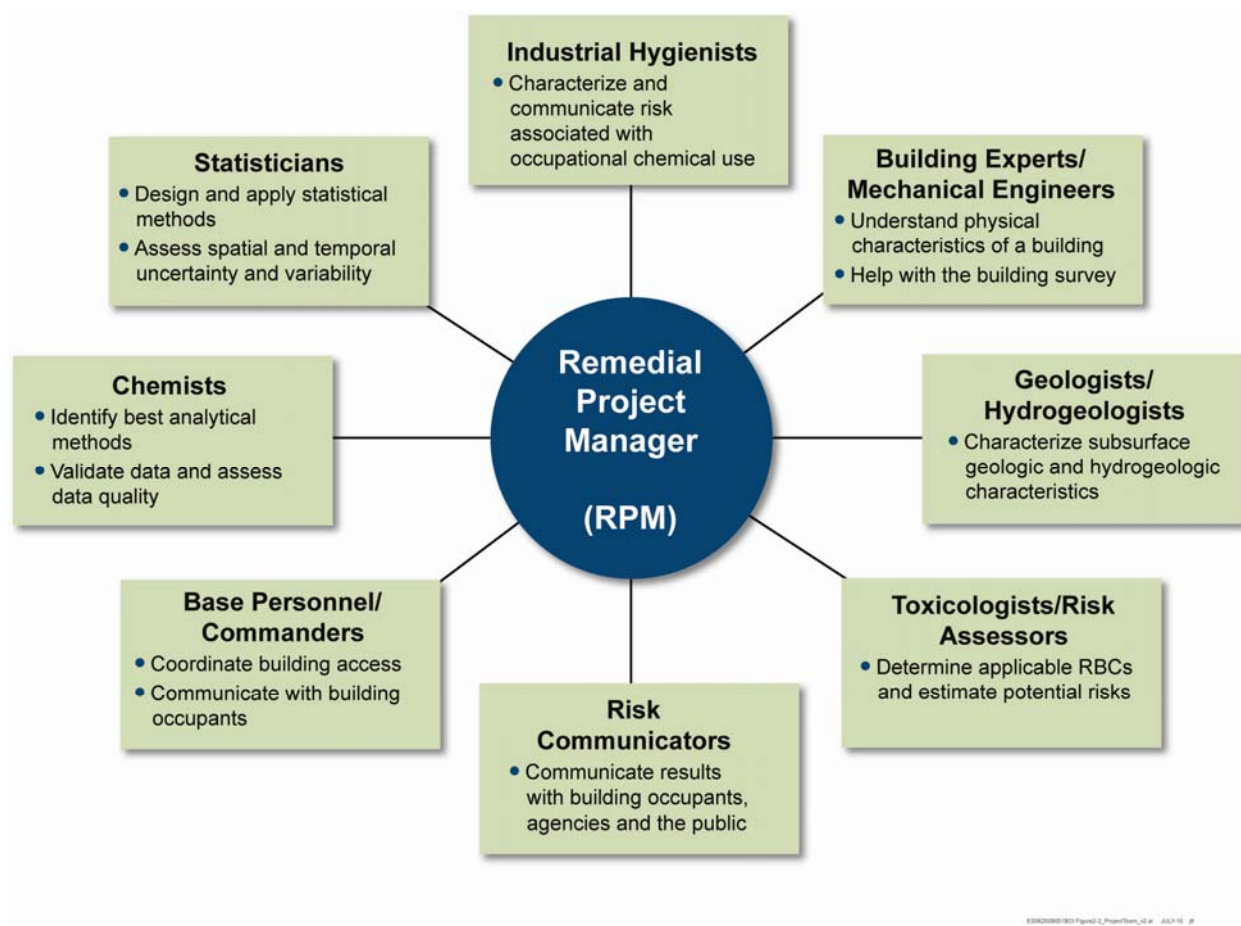 Industrial Hygienists
• Characterize and
communicate risk
associated with
occupational chemical use
Statisticians
• Design and apply statistical
methods
• Assess spatial and temporal
uncertainty and variability
Building Experts/
Mechanical Engineers
• Understand physical
characteristics of a building
• Help with the building survey
Remedial
Project
Manager
(RPM)
Chemists
• Identify best analytical
methods
• Validate data and assess
data quality
Geologists/
Hydrogeologists
• Characterize subsurface
geologic and hydrogeologic
characteristics
Base Personnel/
Commanders
• Coordinate building access
• Communicate with building
occupants
Toxicologists/Risk
Assessors
• Determine applicable RBCs
and estimate potential risks
Risk
Communicators
• Communicate results
with building occupants,
agencies and the public
JULY-10